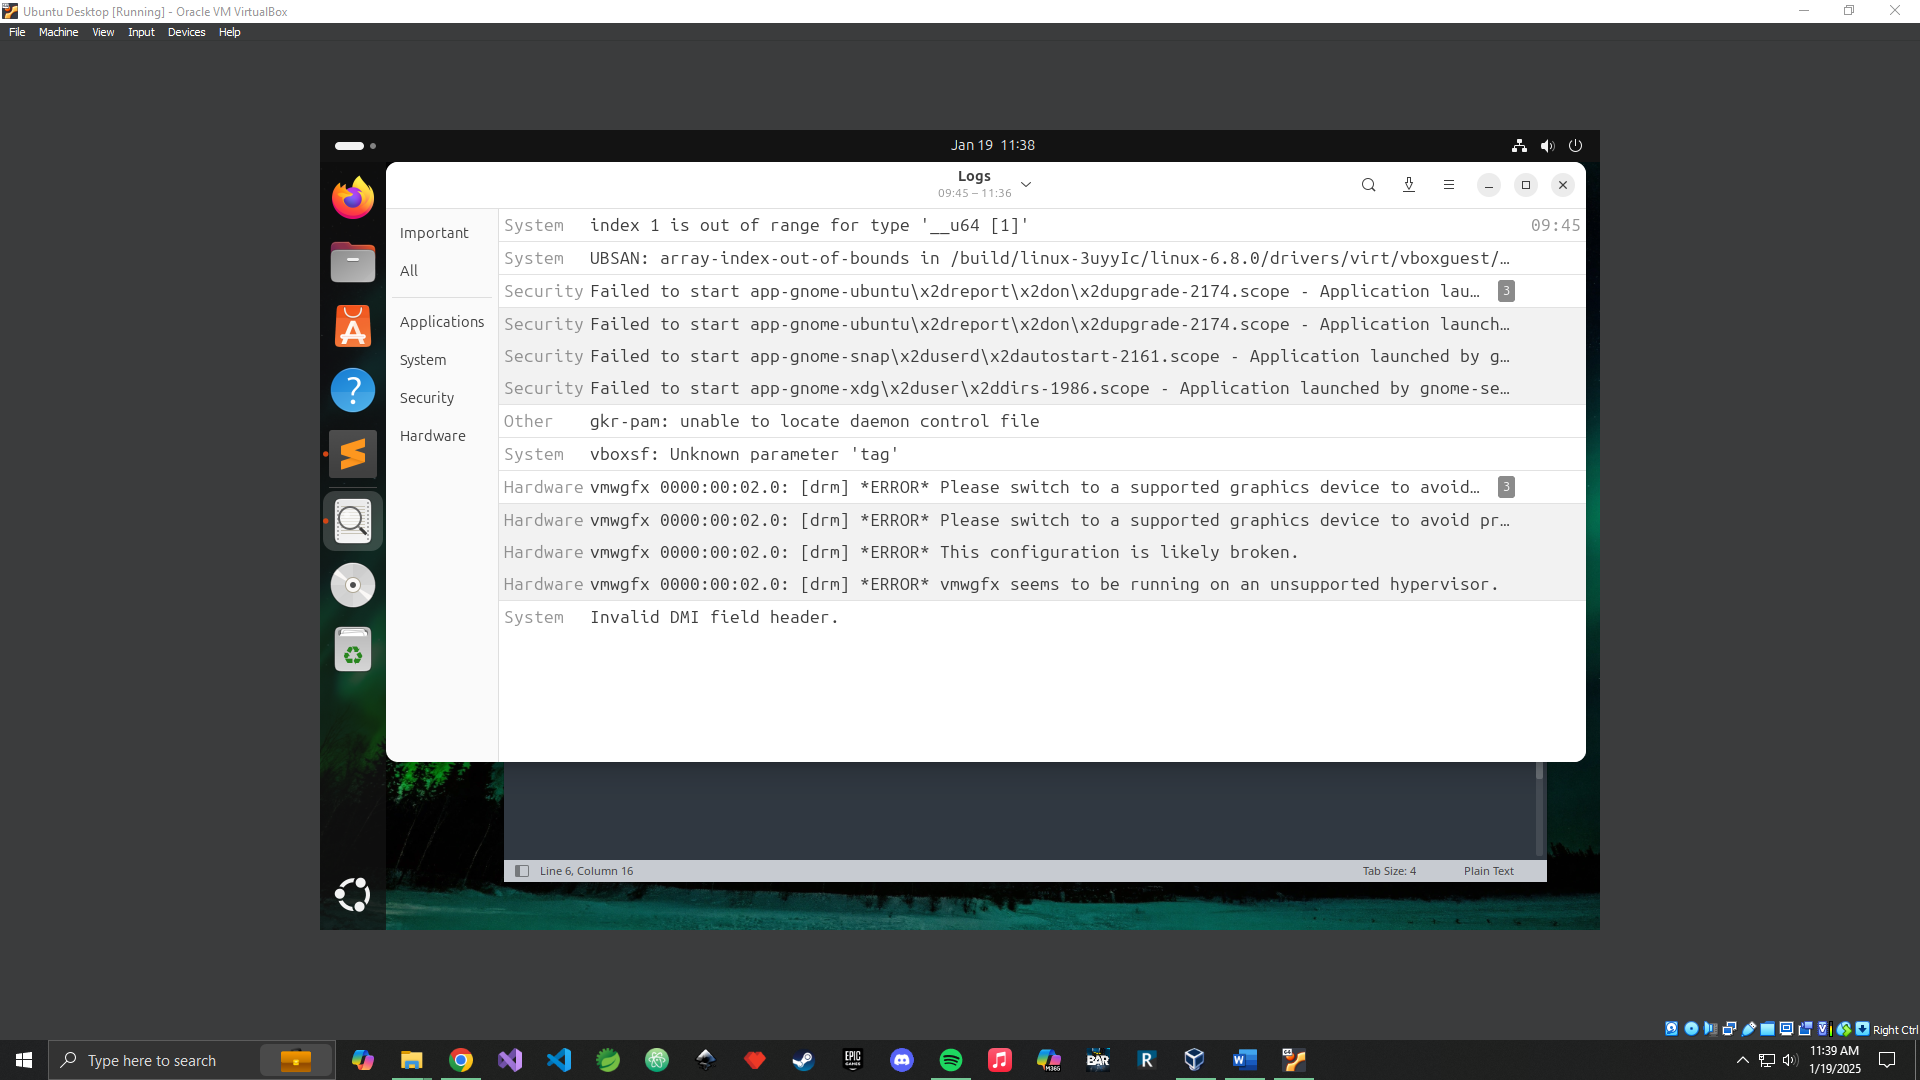 Ubuntu Desktop [Running] - Oracle VM VirtualBox
File Machine View Input Devices Help
Jan 19 11:38
Logs
09:45 – 11:36
Important
All
Applications
System
Security
Hardware
System index 1 is out of range for type '__u64 [1]' 09:45
System UBSAN: array-index-out-of-bounds in /build/linux-3uyyIc/linux-6.8.0/drivers/virt/vboxguest/…
Security Failed to start app-gnome-ubuntu\x2dreport\x2don\x2dupgrade-2174.scope - Application lau… 3
Security Failed to start app-gnome-ubuntu\x2dreport\x2don\x2dupgrade-2174.scope - Application launch…
Security Failed to start app-gnome-snap\x2duserd\x2dautostart-2161.scope - Application launched by g…
Security Failed to start app-gnome-xdg\x2duser\x2ddirs-1986.scope - Application launched by gnome-se…
Other gkr-pam: unable to locate daemon control file
System vboxsf: Unknown parameter 'tag'
Hardware vmwgfx 0000:00:02.0: [drm] *ERROR* Please switch to a supported graphics device to avoid… 3
Hardware vmwgfx 0000:00:02.0: [drm] *ERROR* Please switch to a supported graphics device to avoid pr…
Hardware vmwgfx 0000:00:02.0: [drm] *ERROR* This configuration is likely broken.
Hardware vmwgfx 0000:00:02.0: [drm] *ERROR* vmwgfx seems to be running on an unsupported hypervisor.
System Invalid DMI field header.
Line 6, Column 16 Tab Size: 4 Plain Text
Right Ctrl
Type here to search
EPIC GAMES
M365
BAR
R
W
11:39 AM
1/19/2025